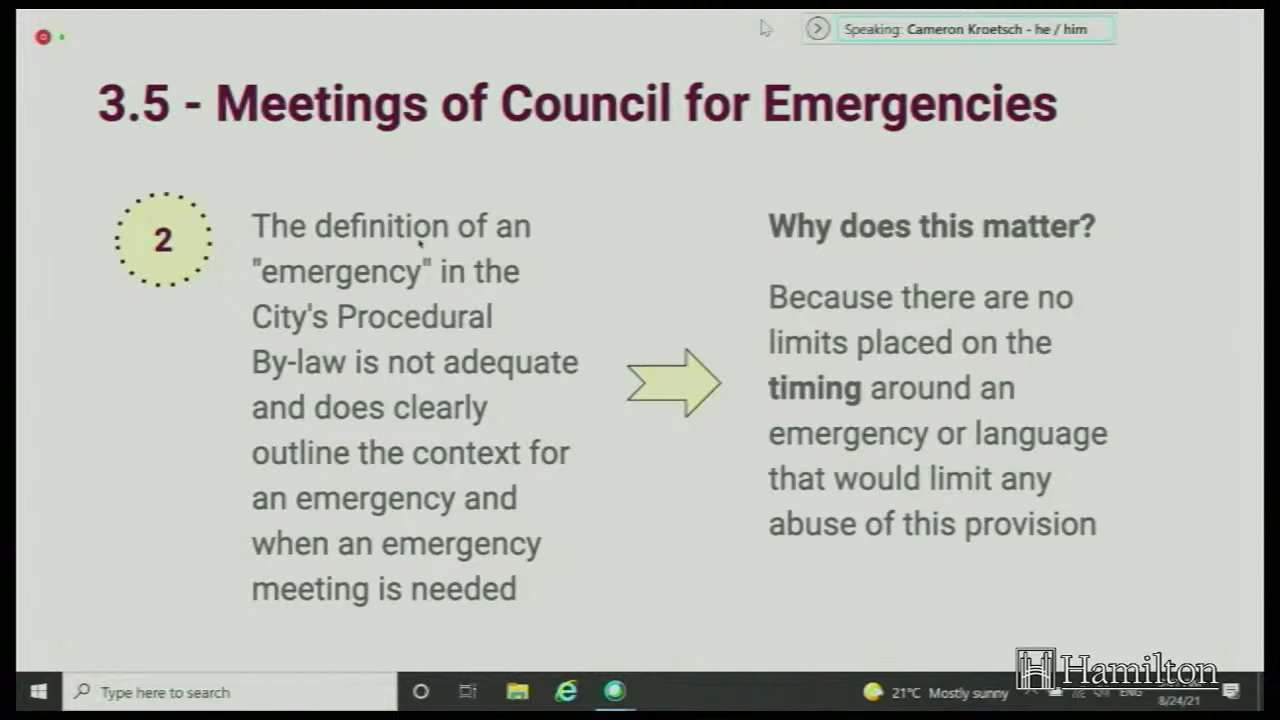 Speaking: Cameron Kroetsch - he / him
3.5 - Meetings of Council for Emergencies
2
The definition of an
"emergency" in the
City's Procedural
By-law is not adequate
and does clearly
outline the context for
an emergency and
when an emergency
meeting is needed
Why does this matter?
Because there are no
limits placed on the
timing around an
emergency or language
that would limit any
abuse of this provision
Hamilton
Type here to search
21°C Mostly sunny
ENG
8/24/21